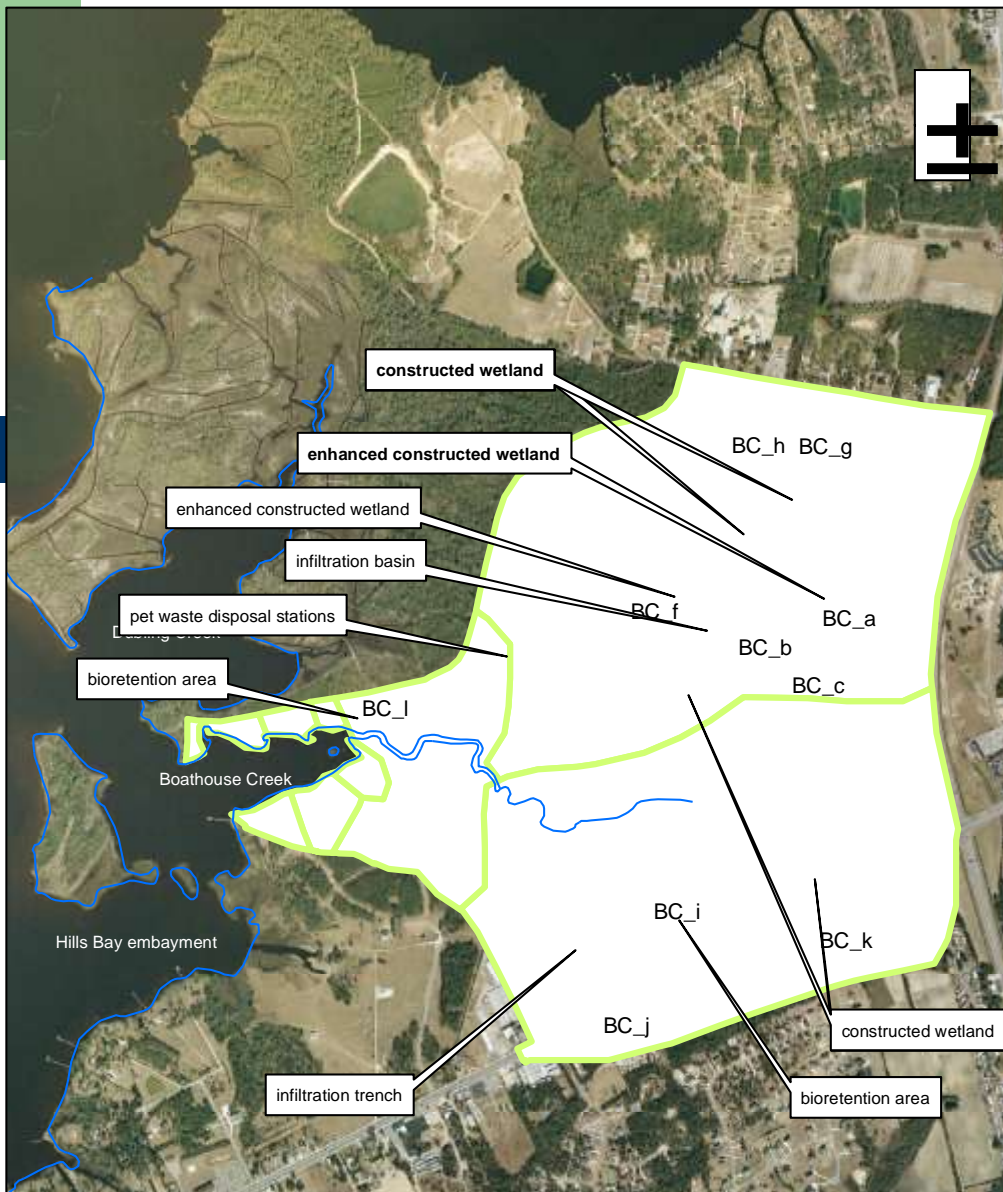 constructed wetland
BC_h
BC_g
enhanced constructed wetland
enhanced constructed wetland
infiltration basin
BC_f
pet waste disposal stations
BC_a
Creek
BC_b
bioretention area
BC_c
BC_l
Boathouse Creek
BC_i
Hills Bay embayment
BC_k
BC_j
constructed wetland
infiltration trench
bioretention area